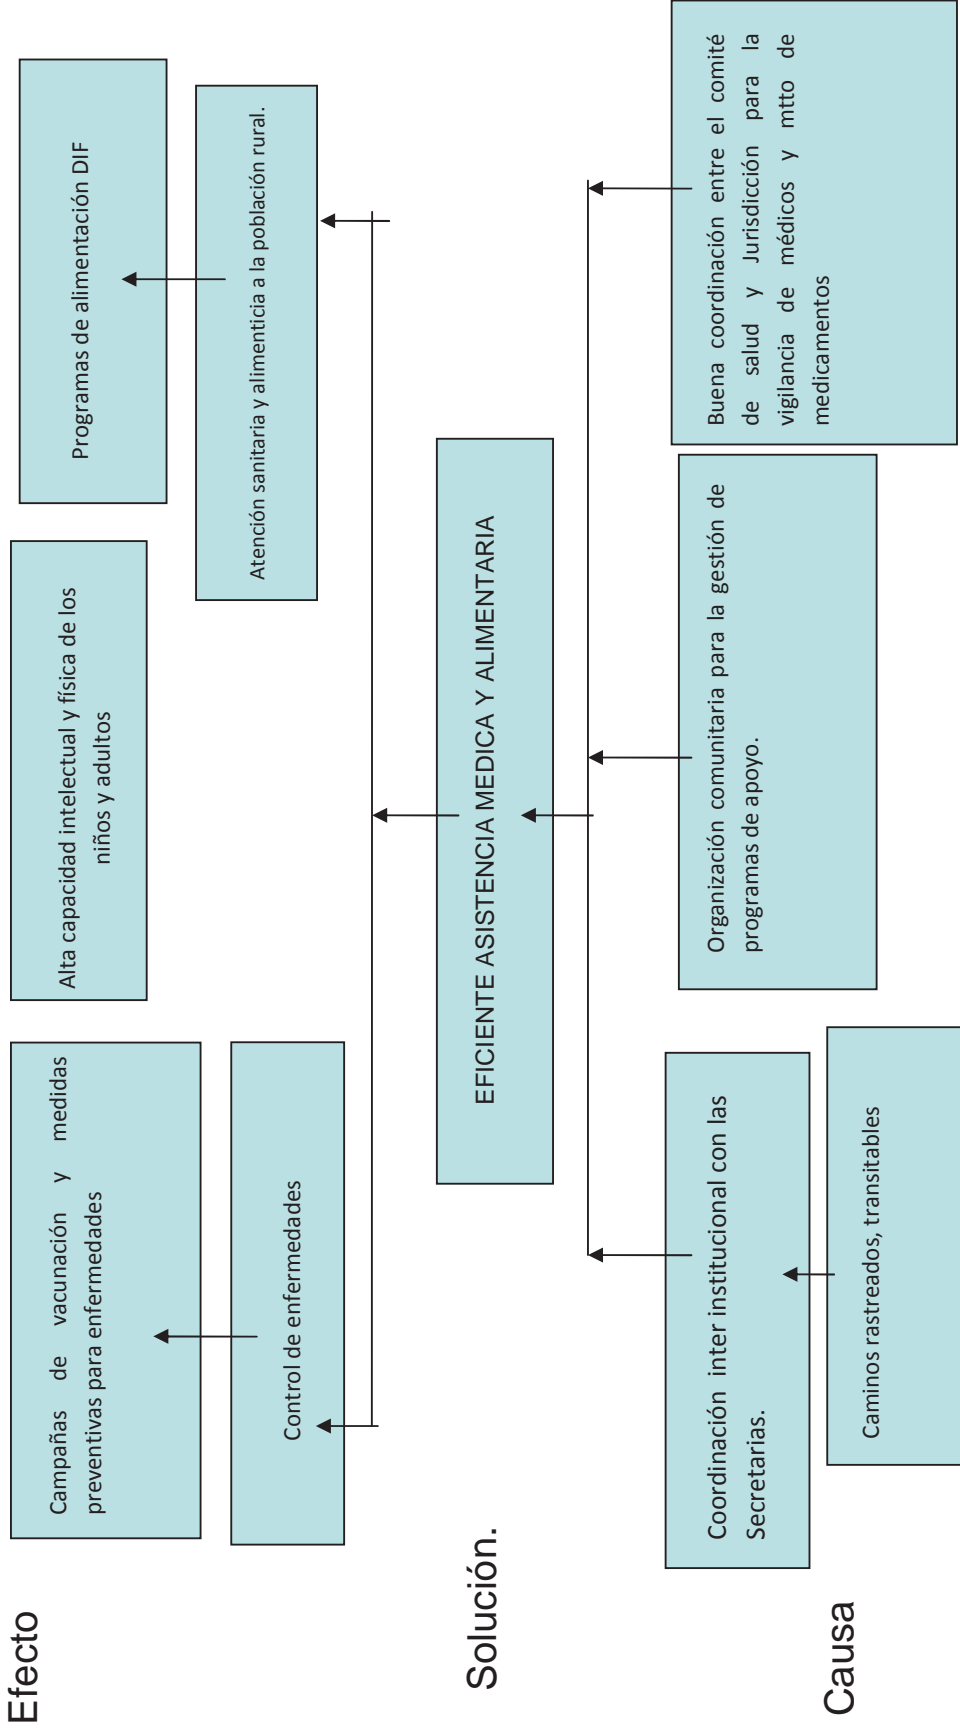 Efecto
Campañas de vacunación y medidas
preventivas para enfermedades
Alta capacidad intelectual y física de los
niños y adultos
Programas de alimentación DIF
Control de enfermedades
Atención sanitaria y alimenticia a la población rural.
Solución.
EFICIENTE ASISTENCIA MEDICA Y ALIMENTARIA
Coordinación inter institucional con las
Secretarias.
Organización comunitaria para la gestión de
programas de apoyo.
Buena coordinación entre el comité
de salud y Jurisdicción para la
vigilancia de médicos y mtto de
medicamentos
Causa
Caminos rastreados, transitables